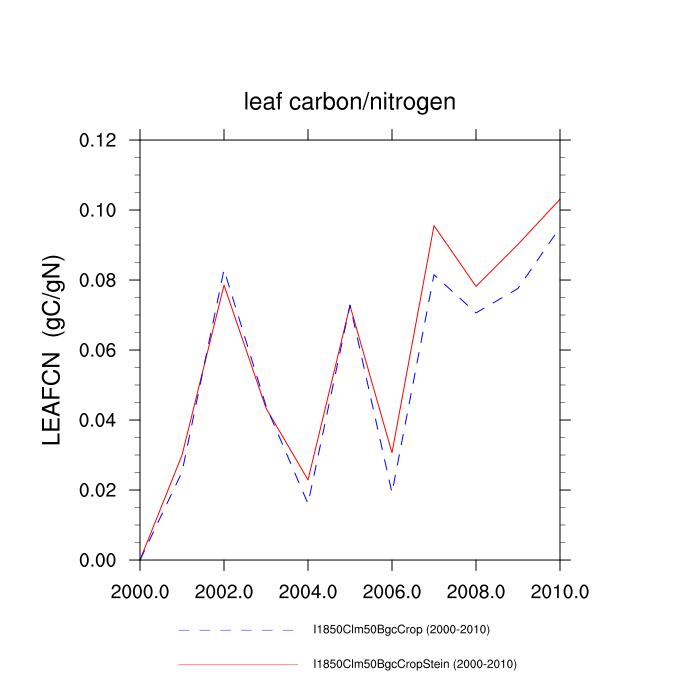 leaf carbon/nitrogen
LEAFCN (gC/gN)
0.12
0.10
0.08
0.06
0.04
0.02
0.00
2000.0 2002.0 2004.0 2006.0 2008.0 2010.0
I1850Clm50BgcCrop (2000-2010)
I1850Clm50BgcCropStein (2000-2010)